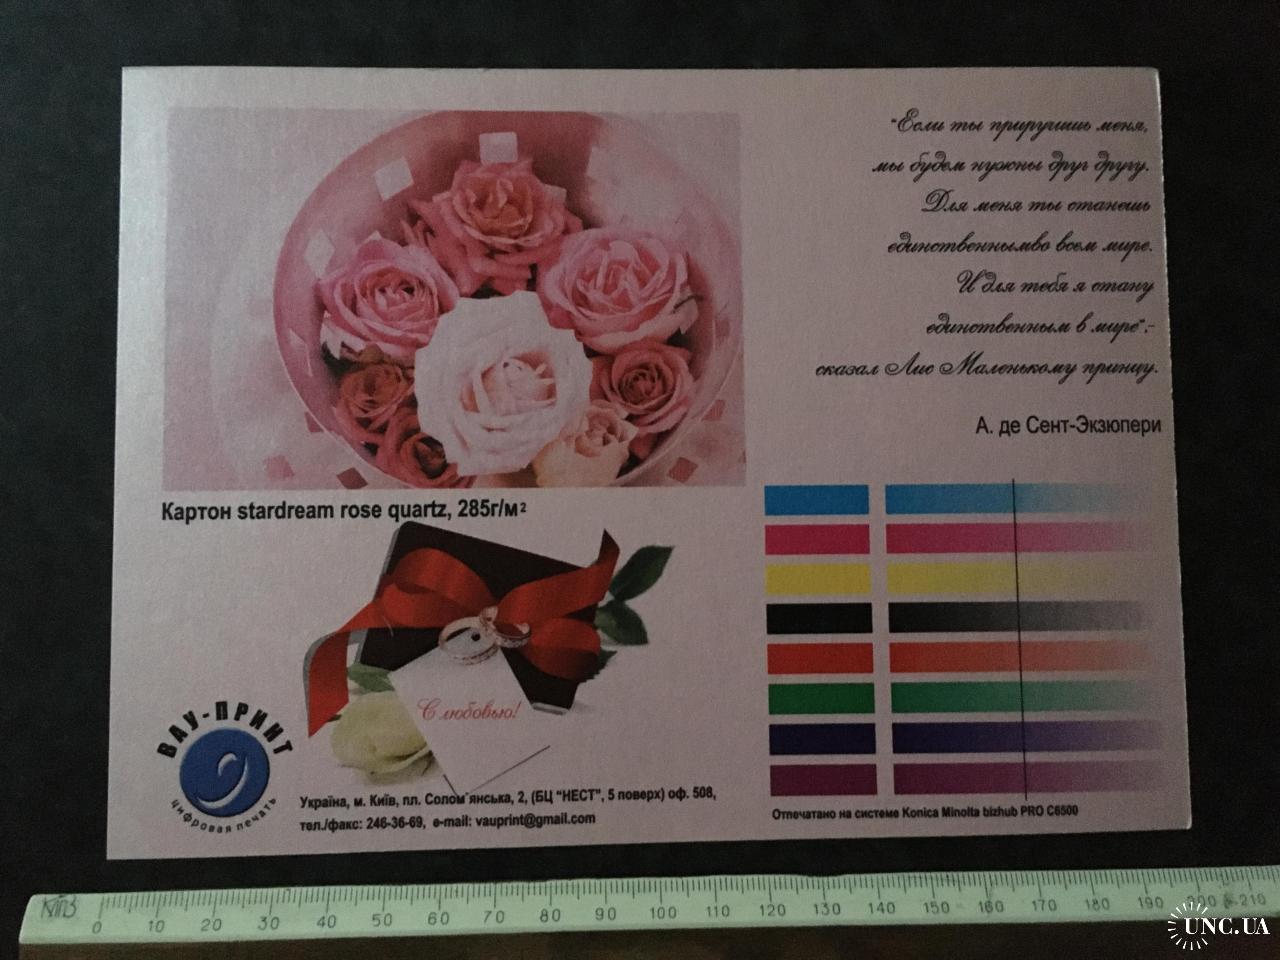 "Если ты приручишь меня,
мы будем нужны друг другу.
Для меня ты станешь
единственнымво всем мире.
И для тебя я стану
единственным в мире",-
сказал Лис Маленькому принцу.
А. де Сент-Экзюпери
Картон stardream rose quartz, 285г/м²
С любовью!
ВАУ-ПРИНТ
цифровая печать
Україна, м. Київ, пл. Солом`янська, 2, (БЦ "НЕСТ", 5 поверх) оф. 508,
тел./факс: 246-36-69, e-mail: vauprint@gmail.com
Отпечатано на системе Konica Minolta bizhub PRO C6500
0 10 20 30 40 50 60 70 80 90 100 110 120 130 140 150 160 170 180 190 200 210
UNC.UA